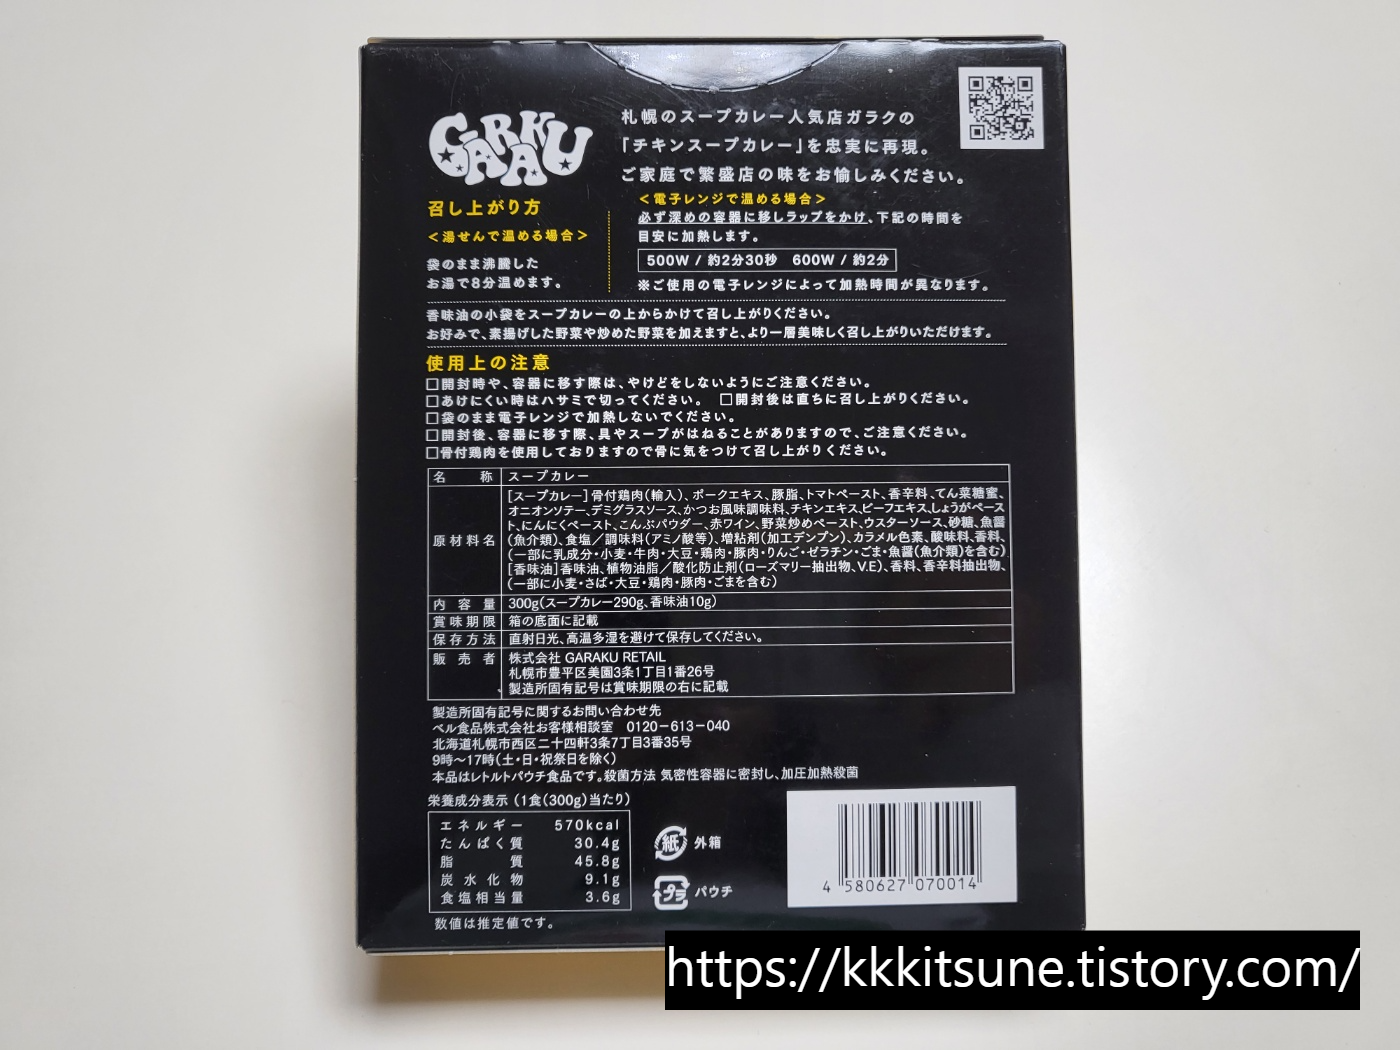 GARAKU
札幌のスープカレー人気店ガラクの
「チキンスープカレー」を忠実に再現。
ご家庭で繁盛店の味をお愉しみください。
召し上がり方
＜湯せんで温める場合＞
袋のまま沸騰した
お湯で8分温めます。
＜電子レンジで温める場合＞
必ず深めの容器に移しラップをかけ、下記の時間を
目安に加熱します。
500W / 約2分30秒　600W / 約2分
※ご使用の電子レンジによって加熱時間が異なります。
香味油の小袋をスープカレーの上からかけて召し上がりください。
お好みで、素揚げした野菜や炒めた野菜を加えますと、より一層美味しく召し上がりいただけます。
使用上の注意
□開封時や、容器に移す際は、やけどをしないようにご注意ください。
□あけにくい時はハサミで切ってください。　□開封後は直ちに召し上がりください。
□袋のまま電子レンジで加熱しないでください。
□開封後、容器に移す際、具やスープがはねることがありますので、ご注意ください。
□骨付鶏肉を使用しておりますので骨に気をつけて召し上がりください。
名称 スープカレー
原材料名 [スープカレー]骨付鶏肉(輸入)、ポークエキス、豚脂、トマトペースト、香辛料、てん菜糖蜜、
オニオンソテー、デミグラスソース、かつお風味調味料、チキンエキス、ビーフエキス、しょうがペース
ト、にんにくペースト、こんぶパウダー、赤ワイン、野菜炒めペースト、ウスターソース、砂糖、魚醤
(魚介類)、食塩／調味料(アミノ酸等)、増粘剤(加工デンプン)、カラメル色素、酸味料、香料、
(一部に乳成分・小麦・牛肉・大豆・鶏肉・豚肉・りんご・ゼラチン・ごま・魚醤(魚介類)を含む)
[香味油]香味油、植物油脂／酸化防止剤(ローズマリー抽出物、V.E)、香料、香辛料抽出物、
(一部に小麦・さば・大豆・鶏肉・豚肉・ごまを含む)
内容量 300g(スープカレー290g、香味油10g)
賞味期限 箱の底面に記載
保存方法 直射日光、高温多湿を避けて保存してください。
販売者 株式会社 GARAKU RETAIL
札幌市豊平区美園3条1丁目1番26号
製造所固有記号は賞味期限の右に記載
製造所固有記号に関するお問い合わせ先
ベル食品株式会社お客様相談室　0120－613－040
北海道札幌市西区二十四軒3条7丁目3番35号
9時～17時(土・日・祝祭日を除く)
本品はレトルトパウチ食品です。殺菌方法 気密性容器に密封し、加圧加熱殺菌
栄養成分表示 (1食(300g)当たり)
エネルギー 570kcal
たんぱく質 30.4g
脂質 45.8g
炭水化物 9.1g
食塩相当量 3.6g
数値は推定値です。
紙 外箱
プラ パウチ
4 580627 070014
https://kkkitsune.tistory.com/